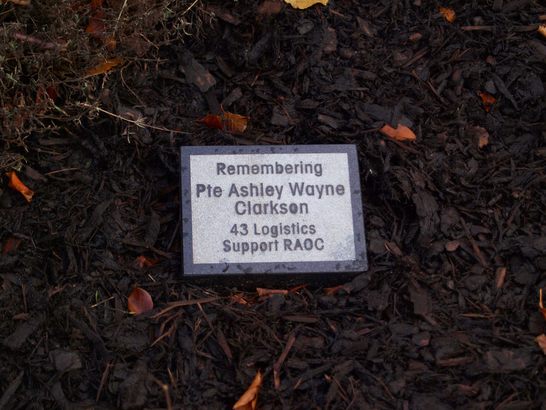 Remembering
Pte Ashley Wayne
Clarkson
43 Logistics
Support RAOC